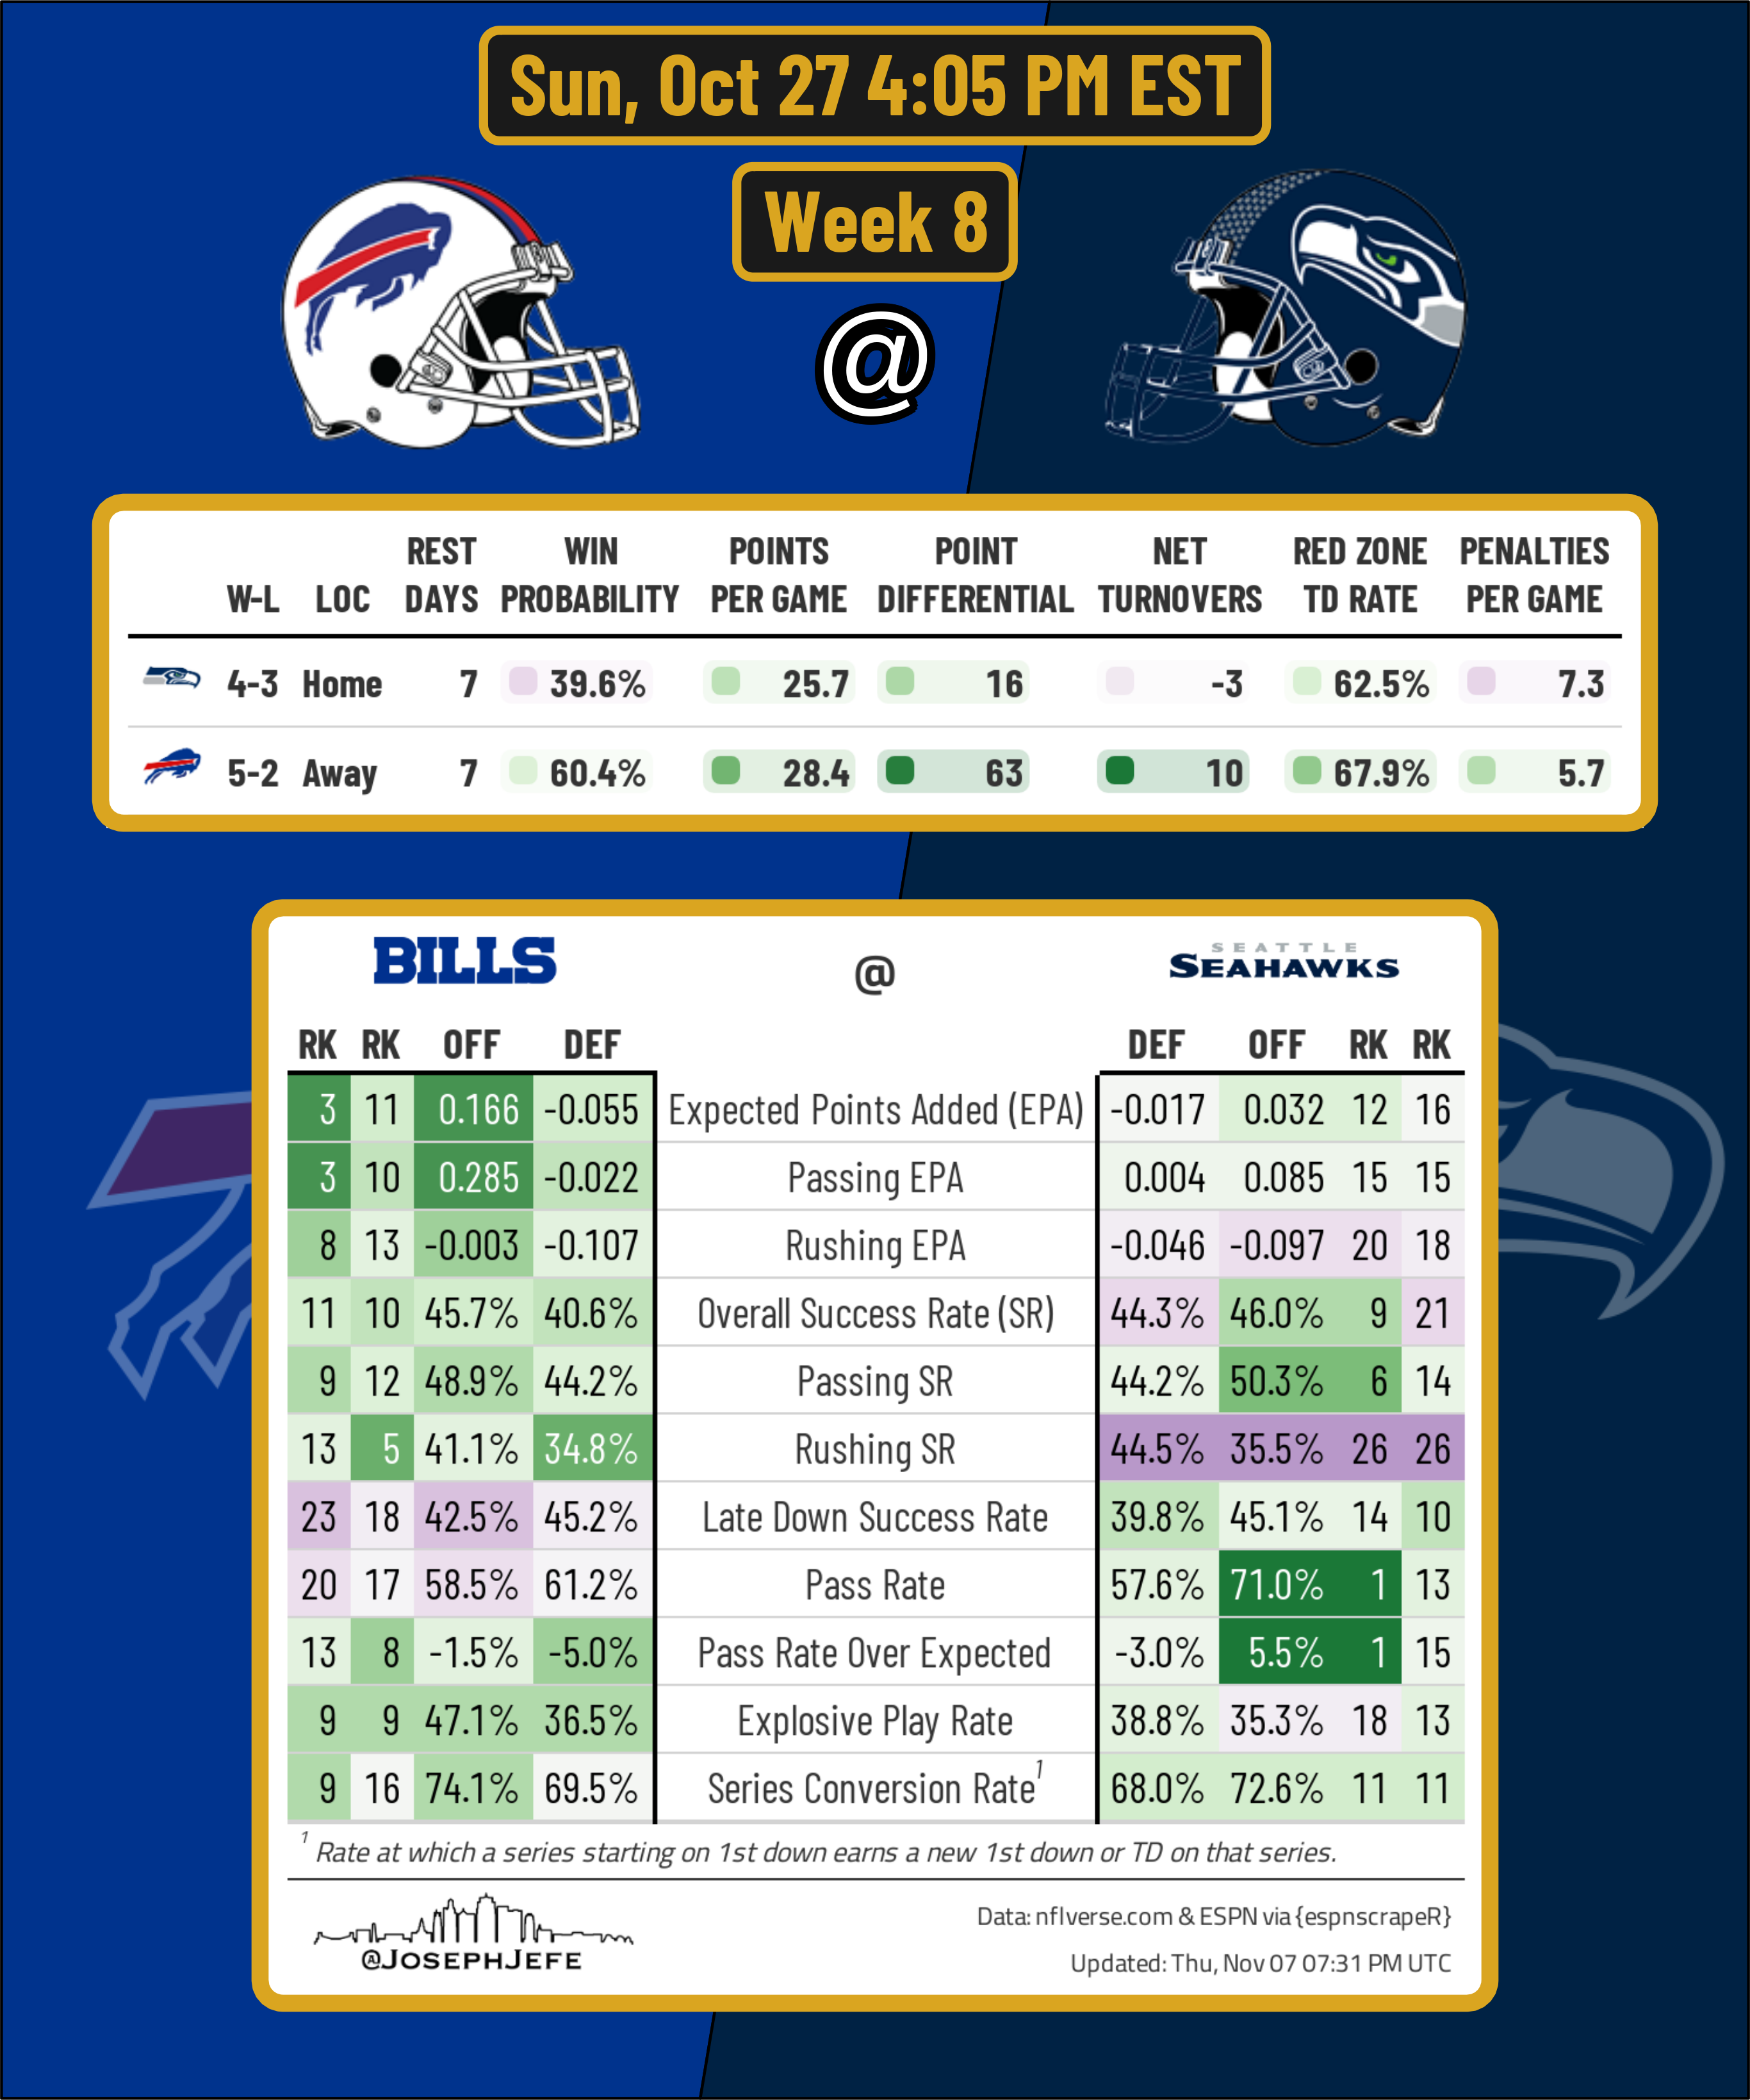 Sun, Oct 27 4:05 PM EST
Week 8
@
REST WIN POINTS POINT NET RED ZONE PENALTIES
W-L LOC DAYS PROBABILITY PER GAME DIFFERENTIAL TURNOVERS TD RATE PER GAME
4-3 Home 7 39.6% 25.7 16 -3 62.5% 7.3
5-2 Away 7 60.4% 28.4 63 10 67.9% 5.7
BILLS @ SEATTLE SEAHAWKS
RK RK OFF DEF DEF OFF RK RK
3 11 0.166 -0.055 Expected Points Added (EPA) -0.017 0.032 12 16
3 10 0.285 -0.022 Passing EPA 0.004 0.085 15 15
8 13 -0.003 -0.107 Rushing EPA -0.046 -0.097 20 18
11 10 45.7% 40.6% Overall Success Rate (SR) 44.3% 46.0% 9 21
9 12 48.9% 44.2% Passing SR 44.2% 50.3% 6 14
13 5 41.1% 34.8% Rushing SR 44.5% 35.5% 26 26
23 18 42.5% 45.2% Late Down Success Rate 39.8% 45.1% 14 10
20 17 58.5% 61.2% Pass Rate 57.6% 71.0% 1 13
13 8 -1.5% -5.0% Pass Rate Over Expected -3.0% 5.5% 1 15
9 9 47.1% 36.5% Explosive Play Rate 38.8% 35.3% 18 13
9 16 74.1% 69.5% Series Conversion Rate1 68.0% 72.6% 11 11
1 Rate at which a series starting on 1st down earns a new 1st down or TD on that series.
@JOSEPHJEFE
Data: nflverse.com & ESPN via {espnscrapeR}
Updated: Thu, Nov 07 07:31 PM UTC